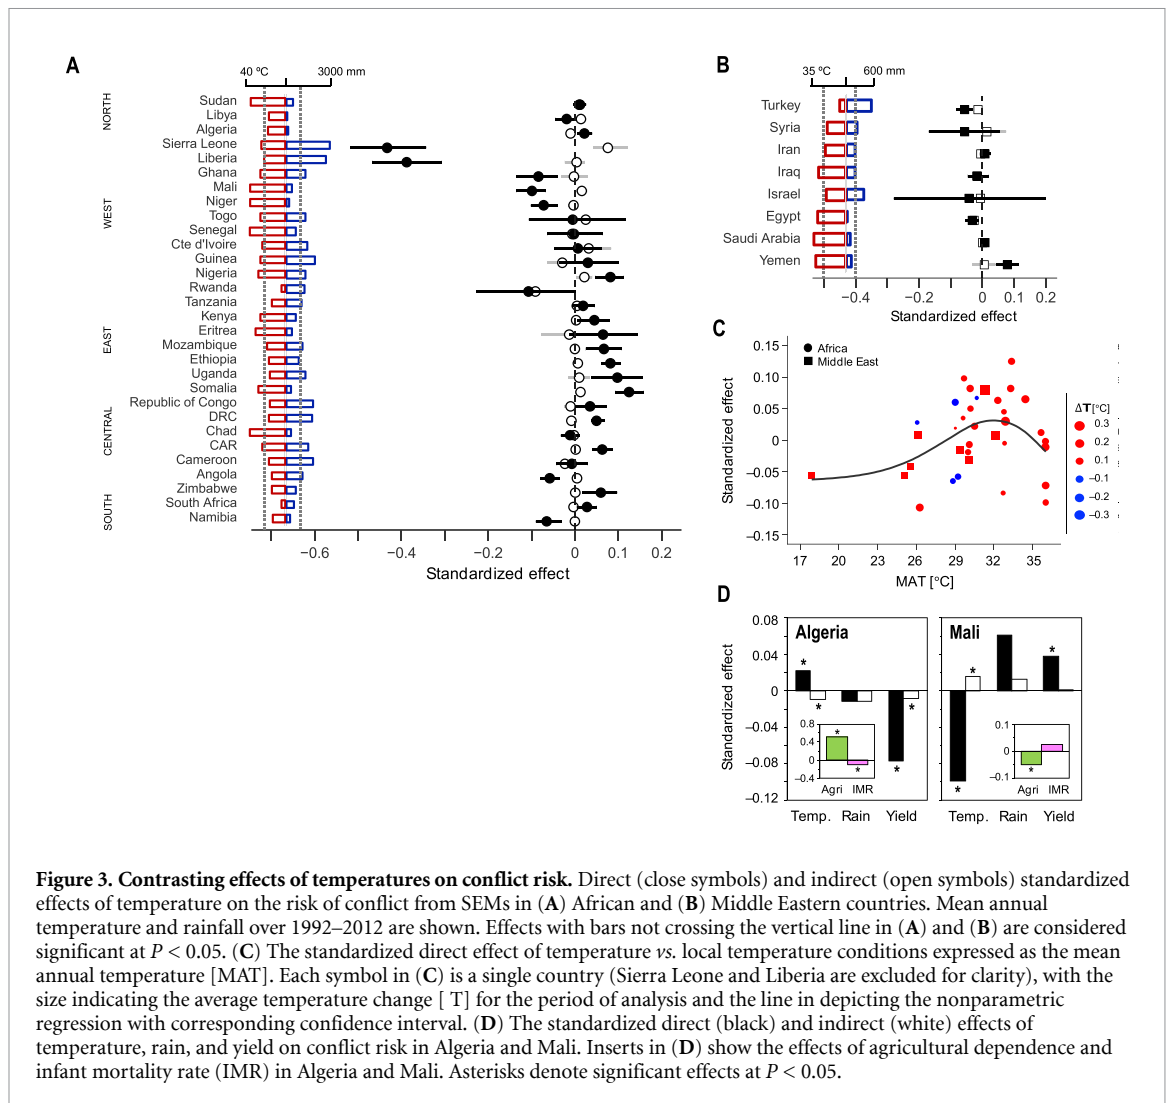 A
40 ºC
3000 mm
NORTH
Sudan
Libya
Algeria
WEST
Sierra Leone
Liberia
Ghana
Mali
Niger
Togo
Senegal
Cte d'Ivoire
Guinea
Nigeria
EAST
Rwanda
Tanzania
Kenya
Eritrea
Mozambique
Ethiopia
Uganda
Somalia
CENTRAL
Republic of Congo
DRC
Chad
CAR
Cameroon
SOUTH
Angola
Zimbabwe
South Africa
Namibia
−0.6 −0.4 −0.2 0 0.1 0.2
Standardized effect
B
35 ºC
600 mm
Turkey
Syria
Iran
Iraq
Israel
Egypt
Saudi Arabia
Yemen
−0.4 −0.2 0 0.1 0.2
Standardized effect
C
Standardized effect
0.15
0.10
0.05
0
−0.05
−0.10
−0.15
Africa
Middle East
17 20 23 26 29 32 35
MAT [°C]
ΔT[°C]
0.3
0.2
0.1
−0.1
−0.2
−0.3
D
Standardized effect
0.08
0.04
0
−0.04
−0.08
−0.12
Algeria
*
*
*
*
0.8
0.4
0
−0.4
*
*
Agri IMR
Temp. Rain Yield
Mali
*
*
*
0.1
0
−0.1
*
Agri IMR
Temp. Rain Yield
Figure 3. Contrasting effects of temperatures on conflict risk. Direct (close symbols) and indirect (open symbols) standardized
effects of temperature on the risk of conflict from SEMs in (A) African and (B) Middle Eastern countries. Mean annual
temperature and rainfall over 1992–2012 are shown. Effects with bars not crossing the vertical line in (A) and (B) are considered
significant at P < 0.05. (C) The standardized direct effect of temperature vs. local temperature conditions expressed as the mean
annual temperature [MAT]. Each symbol in (C) is a single country (Sierra Leone and Liberia are excluded for clarity), with the
size indicating the average temperature change [ T] for the period of analysis and the line in depicting the nonparametric
regression with corresponding confidence interval. (D) The standardized direct (black) and indirect (white) effects of
temperature, rain, and yield on conflict risk in Algeria and Mali. Inserts in (D) show the effects of agricultural dependence and
infant mortality rate (IMR) in Algeria and Mali. Asterisks denote significant effects at P < 0.05.